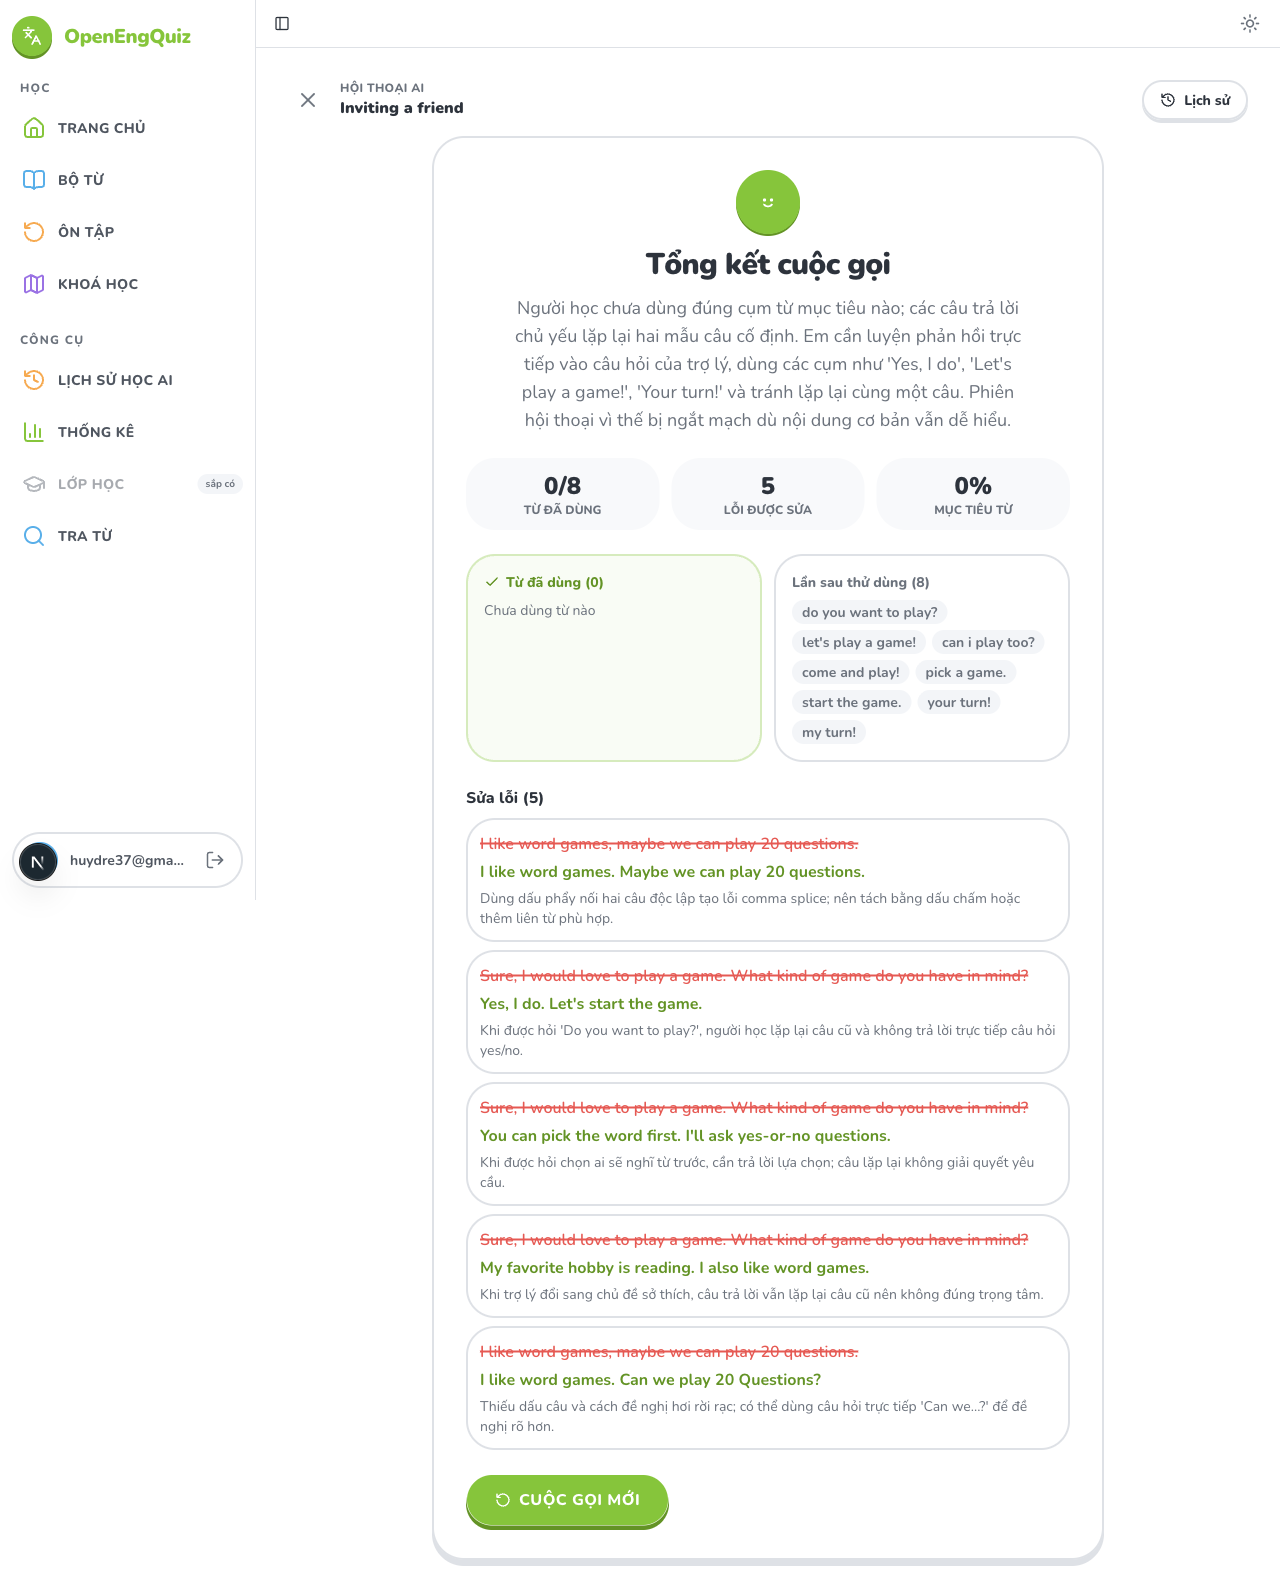 OpenEngQuiz
HỌC
TRANG CHỦ
BỘ TỪ
ÔN TẬP
KHOÁ HỌC
CÔNG CỤ
LỊCH SỬ HỌC AI
THỐNG KÊ
LỚP HỌC
sắp có
TRA TỪ
huydre37@gma...
HỘI THOẠI AI
Inviting a friend
Lịch sử
Tổng kết cuộc gọi
Người học chưa dùng đúng cụm từ mục tiêu nào; các câu trả lời
chủ yếu lặp lại hai mẫu câu cố định. Em cần luyện phản hồi trực
tiếp vào câu hỏi của trợ lý, dùng các cụm như 'Yes, I do', 'Let's
play a game!', 'Your turn!' và tránh lặp lại cùng một câu. Phiên
hội thoại vì thế bị ngắt mạch dù nội dung cơ bản vẫn dễ hiểu.
0/8
TỪ ĐÃ DÙNG
5
LỖI ĐƯỢC SỬA
0%
MỤC TIÊU TỪ
Từ đã dùng (0)
Chưa dùng từ nào
Lần sau thử dùng (8)
do you want to play?
let's play a game!
can i play too?
come and play!
pick a game.
start the game.
your turn!
my turn!
Sửa lỗi (5)
I like word games, maybe we can play 20 questions.
I like word games. Maybe we can play 20 questions.
Dùng dấu phẩy nối hai câu độc lập tạo lỗi comma splice; nên tách bằng dấu chấm hoặc
thêm liên từ phù hợp.
Sure, I would love to play a game. What kind of game do you have in mind?
Yes, I do. Let's start the game.
Khi được hỏi 'Do you want to play?', người học lặp lại câu cũ và không trả lời trực tiếp câu hỏi
yes/no.
Sure, I would love to play a game. What kind of game do you have in mind?
You can pick the word first. I'll ask yes-or-no questions.
Khi được hỏi chọn ai sẽ nghĩ từ trước, cần trả lời lựa chọn; câu lặp lại không giải quyết yêu
cầu.
Sure, I would love to play a game. What kind of game do you have in mind?
My favorite hobby is reading. I also like word games.
Khi trợ lý đổi sang chủ đề sở thích, câu trả lời vẫn lặp lại câu cũ nên không đúng trọng tâm.
I like word games, maybe we can play 20 questions.
I like word games. Can we play 20 Questions?
Thiếu dấu câu và cách đề nghị hơi rời rạc; có thể dùng câu hỏi trực tiếp 'Can we...?' để đề
nghị rõ hơn.
CUỘC GỌI MỚI